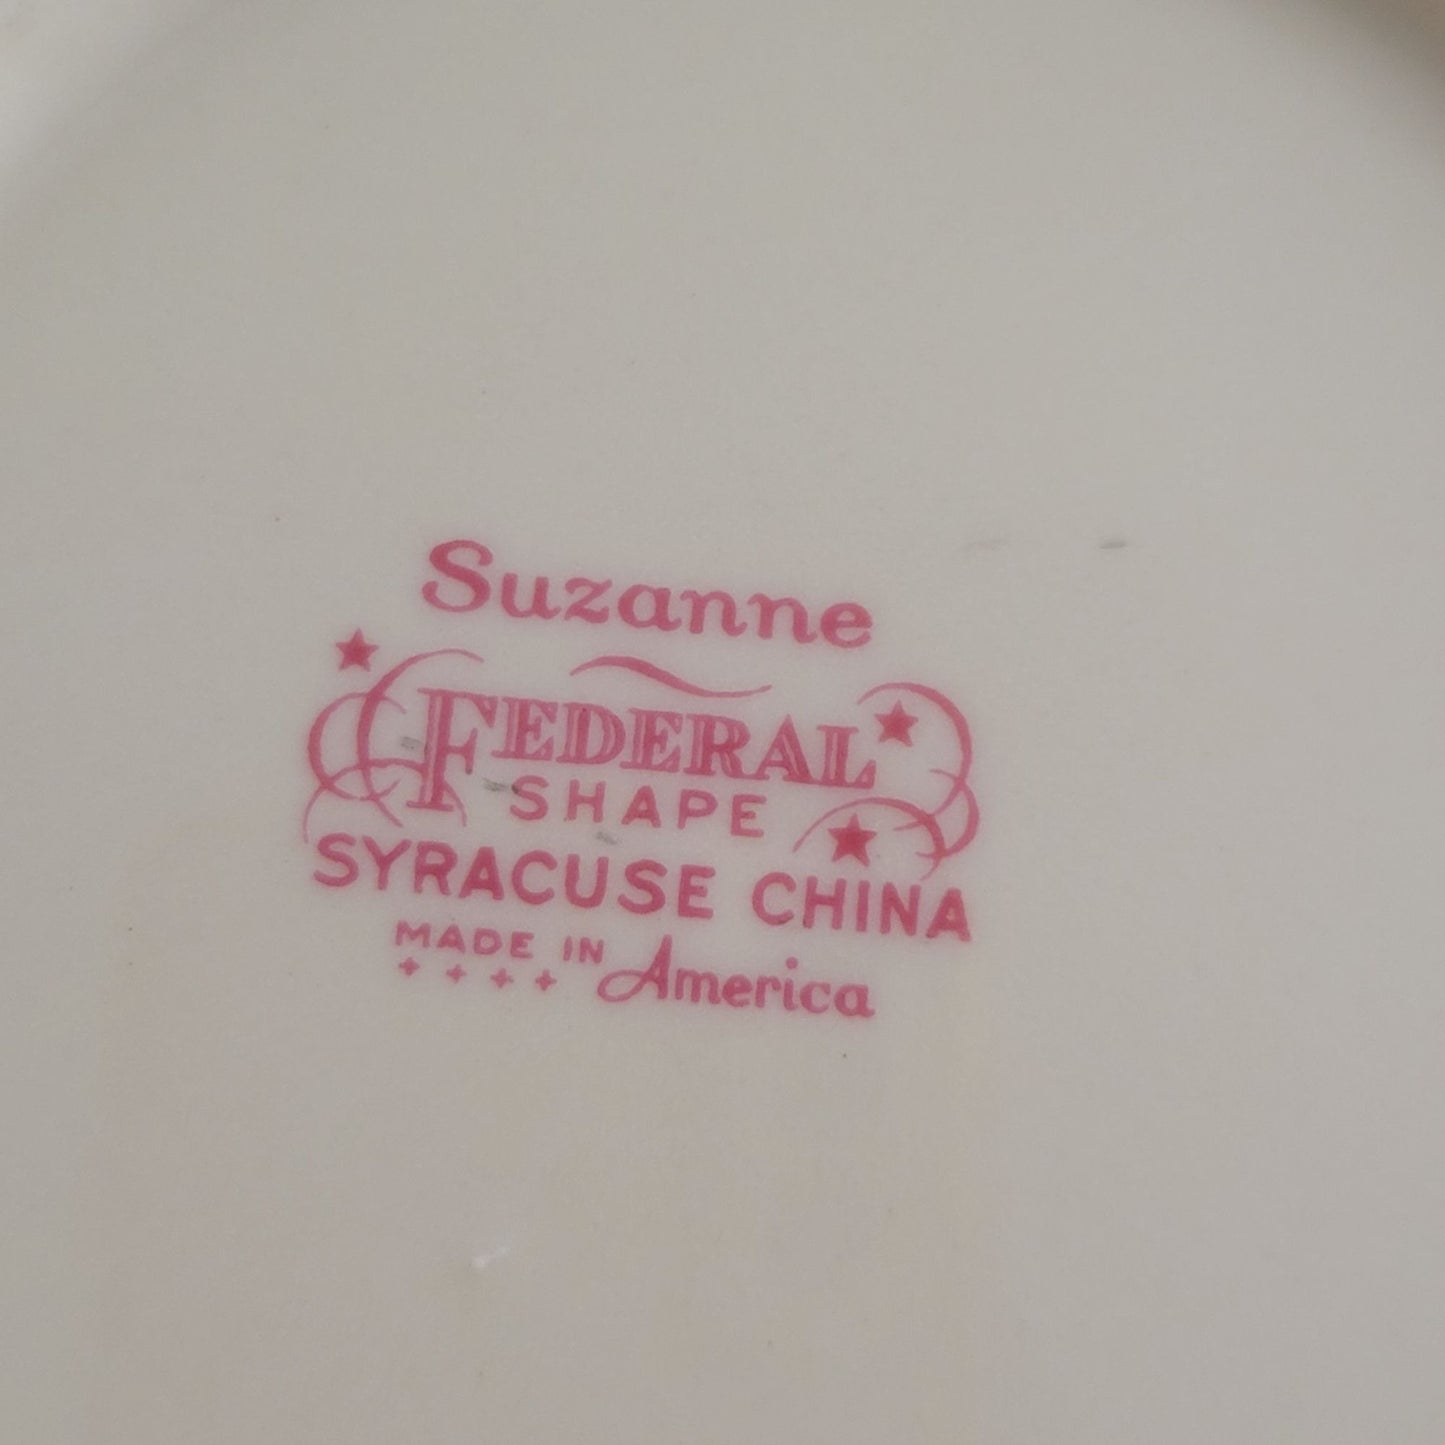 Suzanne
FEDERAL
SHAPE
SYRACUSE CHINA
MADE IN America